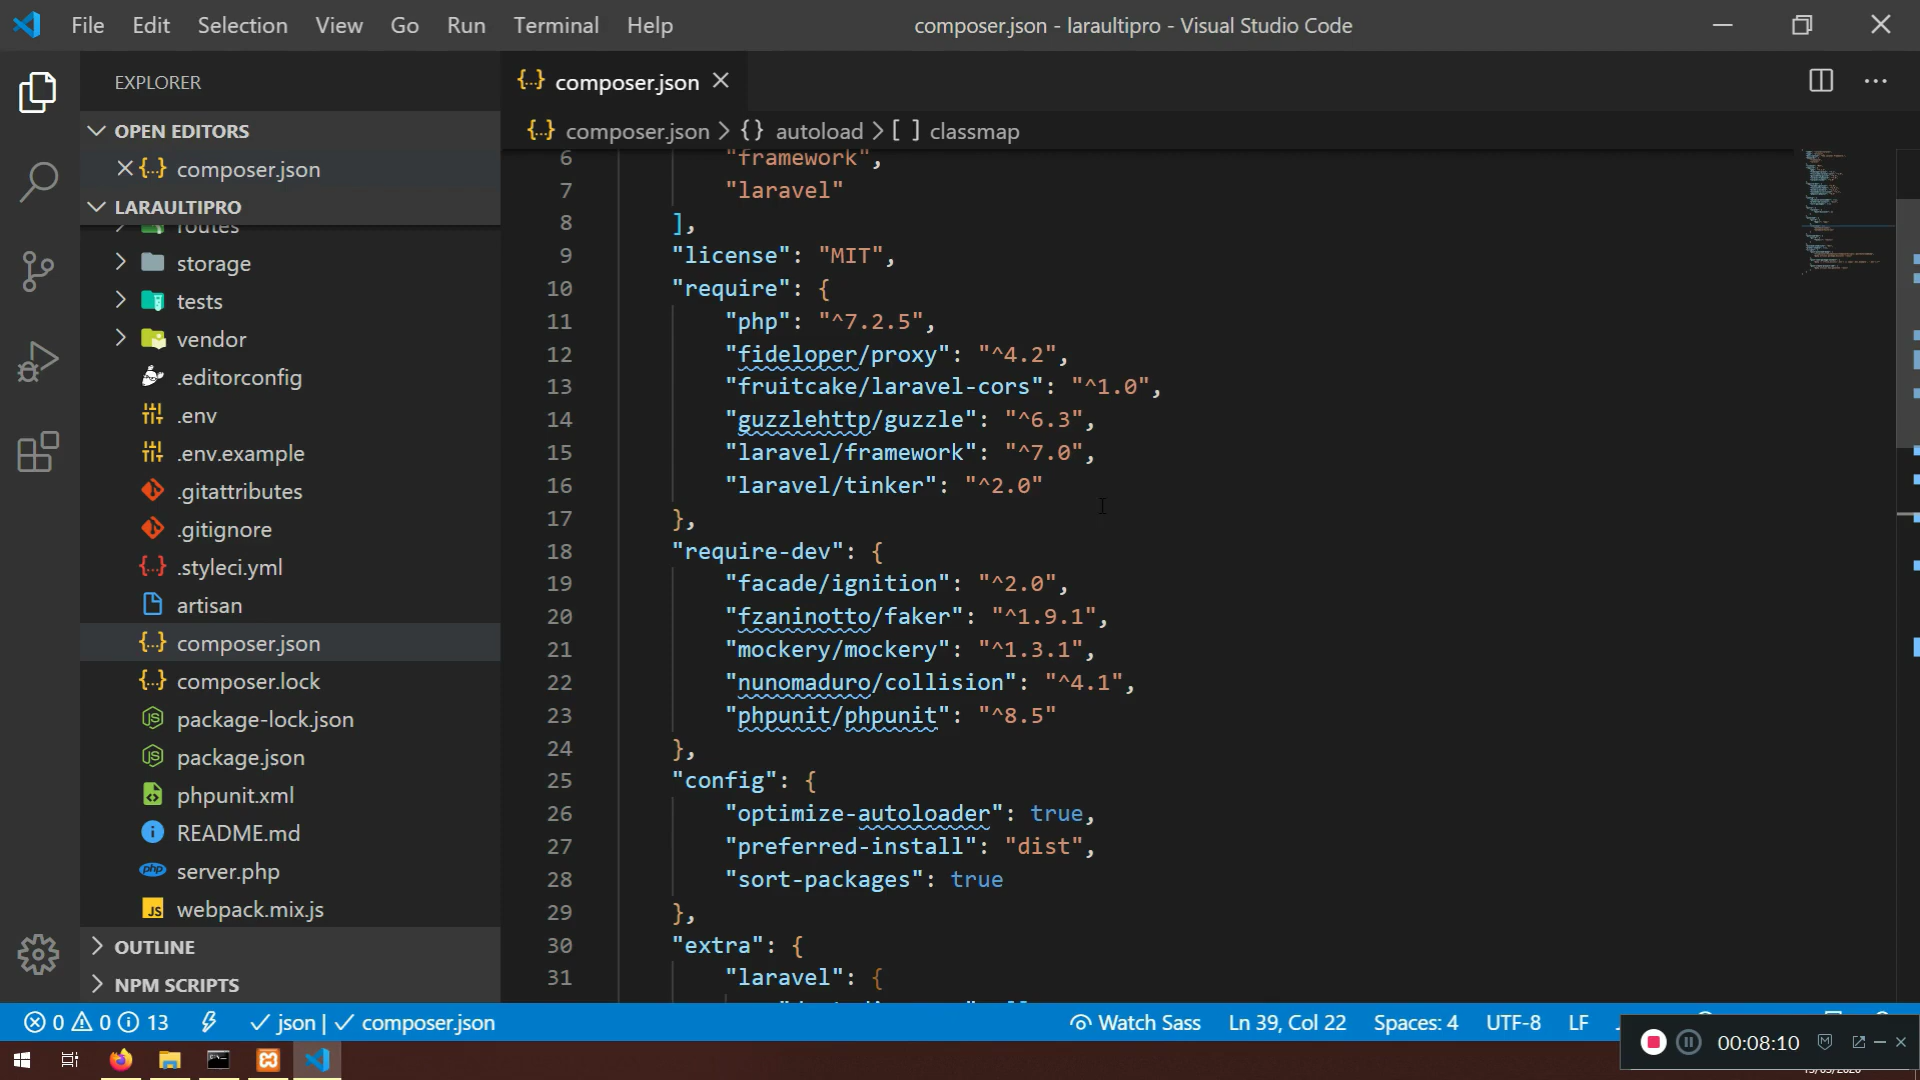 File Edit Selection View Go Run Terminal Help
composer.json - laraultipro - Visual Studio Code
EXPLORER
OPEN EDITORS
{..} composer.json
LARAULTIPRO
routes
storage
tests
vendor
.editorconfig
.env
.env.example
.gitattributes
.gitignore
{..} .styleci.yml
artisan
{..} composer.json
{..} composer.lock
package-lock.json
package.json
phpunit.xml
README.md
php server.php
JS webpack.mix.js
OUTLINE
NPM SCRIPTS
{..} composer.json
{..} composer.json > {} autoload > [ ] classmap
6 "framework",
7 "laravel"
8 ],
9 "license": "MIT",
10 "require": {
11 "php": "^7.2.5",
12 "fideloper/proxy": "^4.2",
13 "fruitcake/laravel-cors": "^1.0",
14 "guzzlehttp/guzzle": "^6.3",
15 "laravel/framework": "^7.0",
16 "laravel/tinker": "^2.0"
17 },
18 "require-dev": {
19 "facade/ignition": "^2.0",
20 "fzaninotto/faker": "^1.9.1",
21 "mockery/mockery": "^1.3.1",
22 "nunomaduro/collision": "^4.1",
23 "phpunit/phpunit": "^8.5"
24 },
25 "config": {
26 "optimize-autoloader": true,
27 "preferred-install": "dist",
28 "sort-packages": true
29 },
30 "extra": {
31 "laravel": {
0 0 13 json | composer.json
Watch Sass Ln 39, Col 22 Spaces: 4 UTF-8 LF
00:08:10